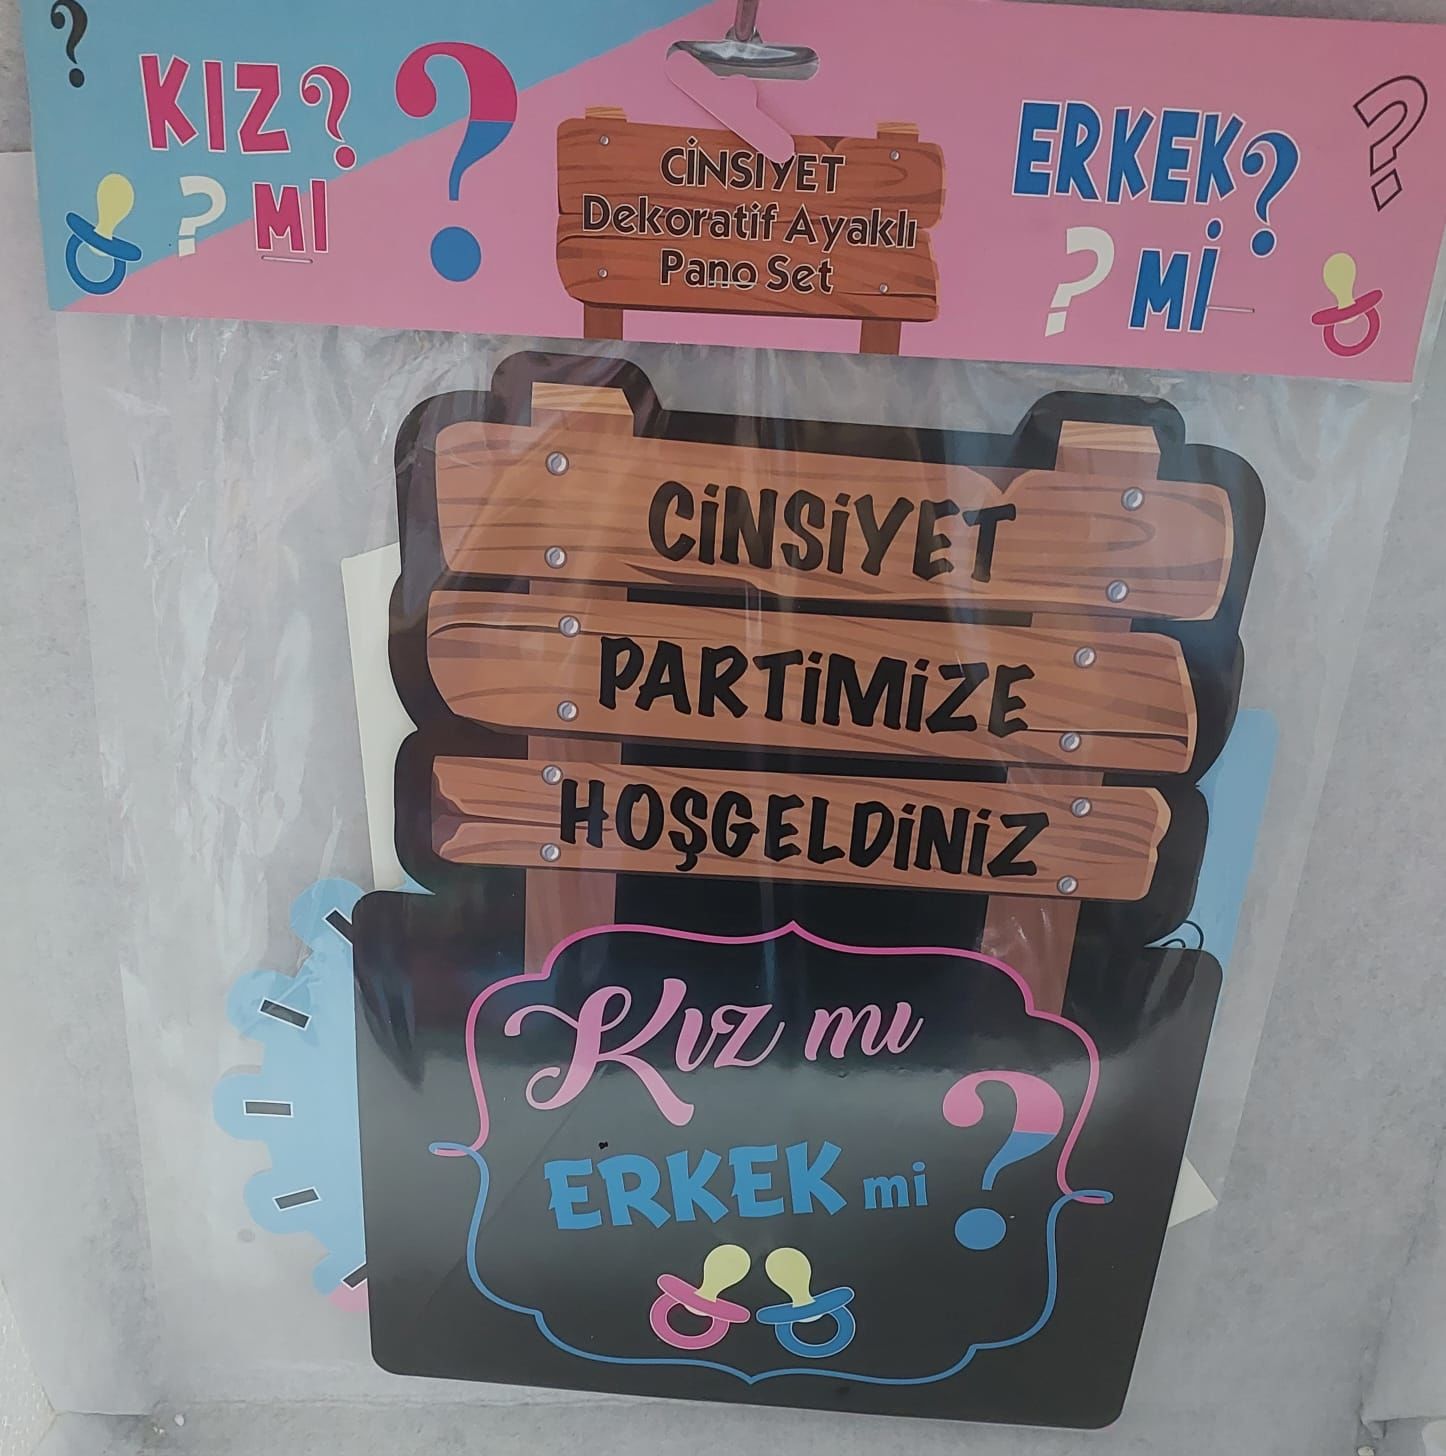 ?
KIZ?
? MI
?
CİNSİYET
Dekoratif Ayaklı
Pano Set
ERKEK?
? Mİ
?
CİNSİYET
PARTİMİZE
HOŞGELDİNİZ
Kız mı
ERKEK mi
?